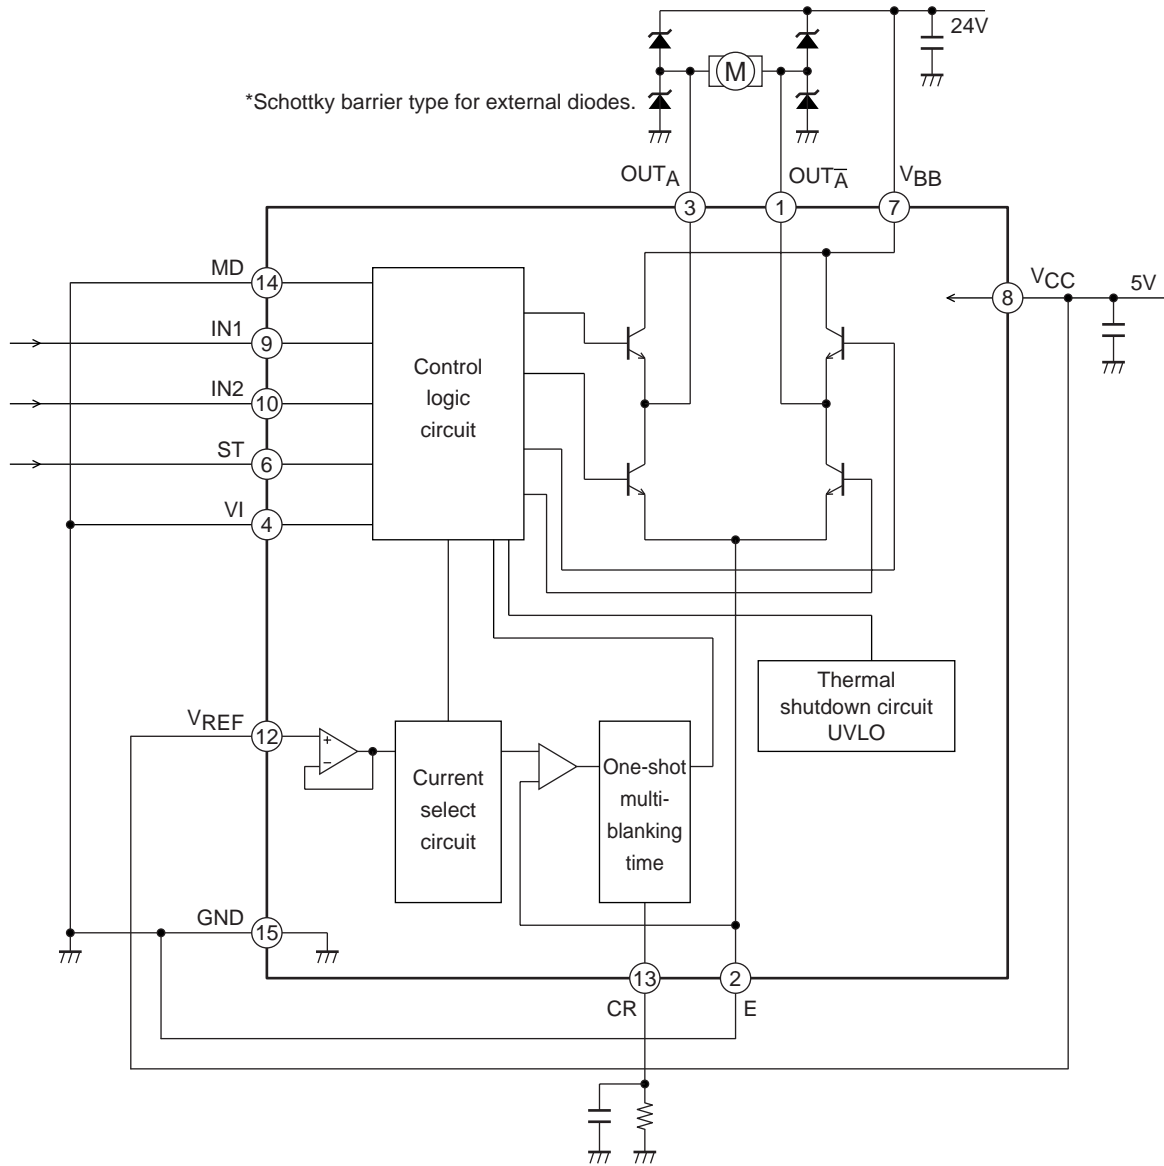 24V
M
*Schottky barrier type for external diodes.
OUTA
OUTA̅
VBB
3
1
7
MD
14
VCC
5V
8
IN1
9
IN2
10
ST
6
VI
4
Control
logic
circuit
Thermal
shutdown circuit
UVLO
VREF
12
+
−
Current
select
circuit
One-shot
multi-
blanking
time
GND
15
13
2
CR
E